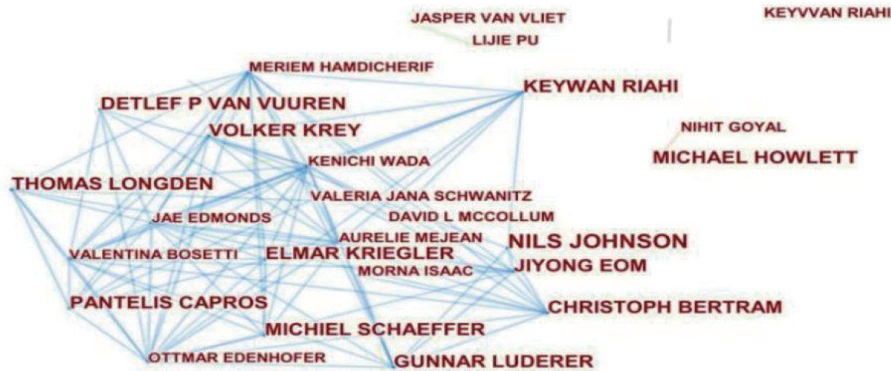 JASPER VAN VLIET
KEYVVAN RIAHI
LIJIE PU
MERIEM HAMDICHERIF
KEYWAN RIAHI
DETLEF P VAN VUUREN
VOLKER KREY
NIHIT GOYAL
KENICHI WADA
MICHAEL HOWLETT
THOMAS LONGDEN
VALERIA JANA SCHWANITZ
JAE EDMONDS
DAVID L MCCOLLUM
AURELIE MEJEAN
NILS JOHNSON
VALENTINA BOSETTI
ELMAR KRIEGLER
MORNA ISAAC
JIYONG EOM
PANTELIS CAPROS
CHRISTOPH BERTRAM
MICHIEL SCHAEFFER
OTTMAR EDENHOFER
GUNNAR LUDERER